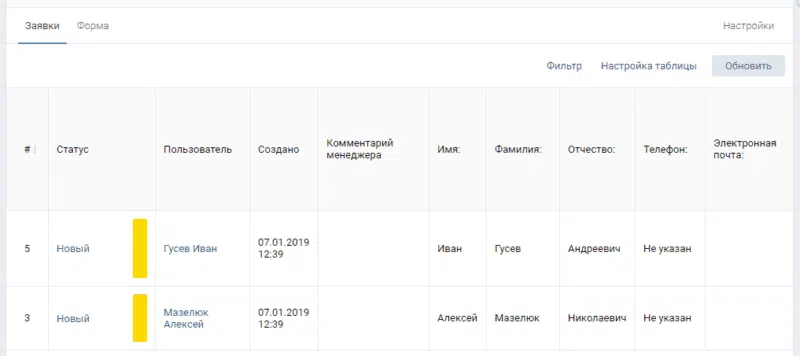 Заявки Форма Настройки
Фильтр Настройка таблицы Обновить
# Статус Пользователь Создано Комментарий менеджера Имя: Фамилия: Отчество: Телефон: Электронная почта:
5 Новый Гусев Иван 07.01.2019 12:39 Иван Гусев Андреевич Не указан
3 Новый Мазелюк Алексей 07.01.2019 12:39 Алексей Мазелюк Николаевич Не указан